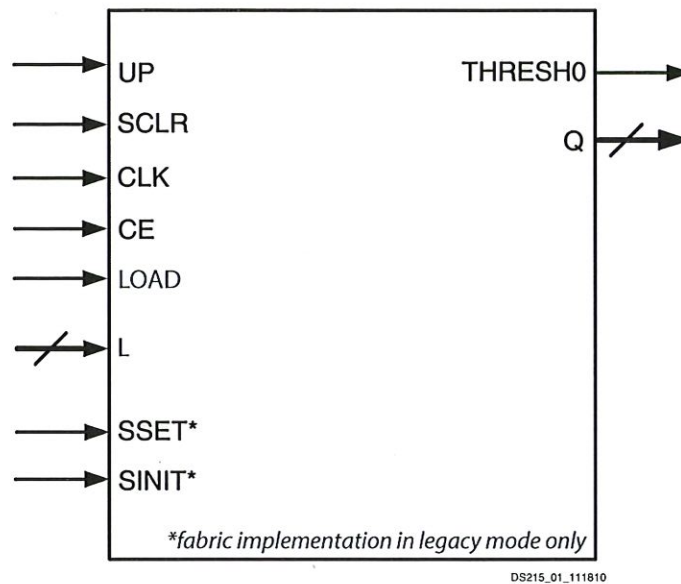 UP
THRESH0
SCLR
Q
CLK
CE
LOAD
L
SSET*
SINIT*
*fabric implementation in legacy mode only
DS215_01_111810